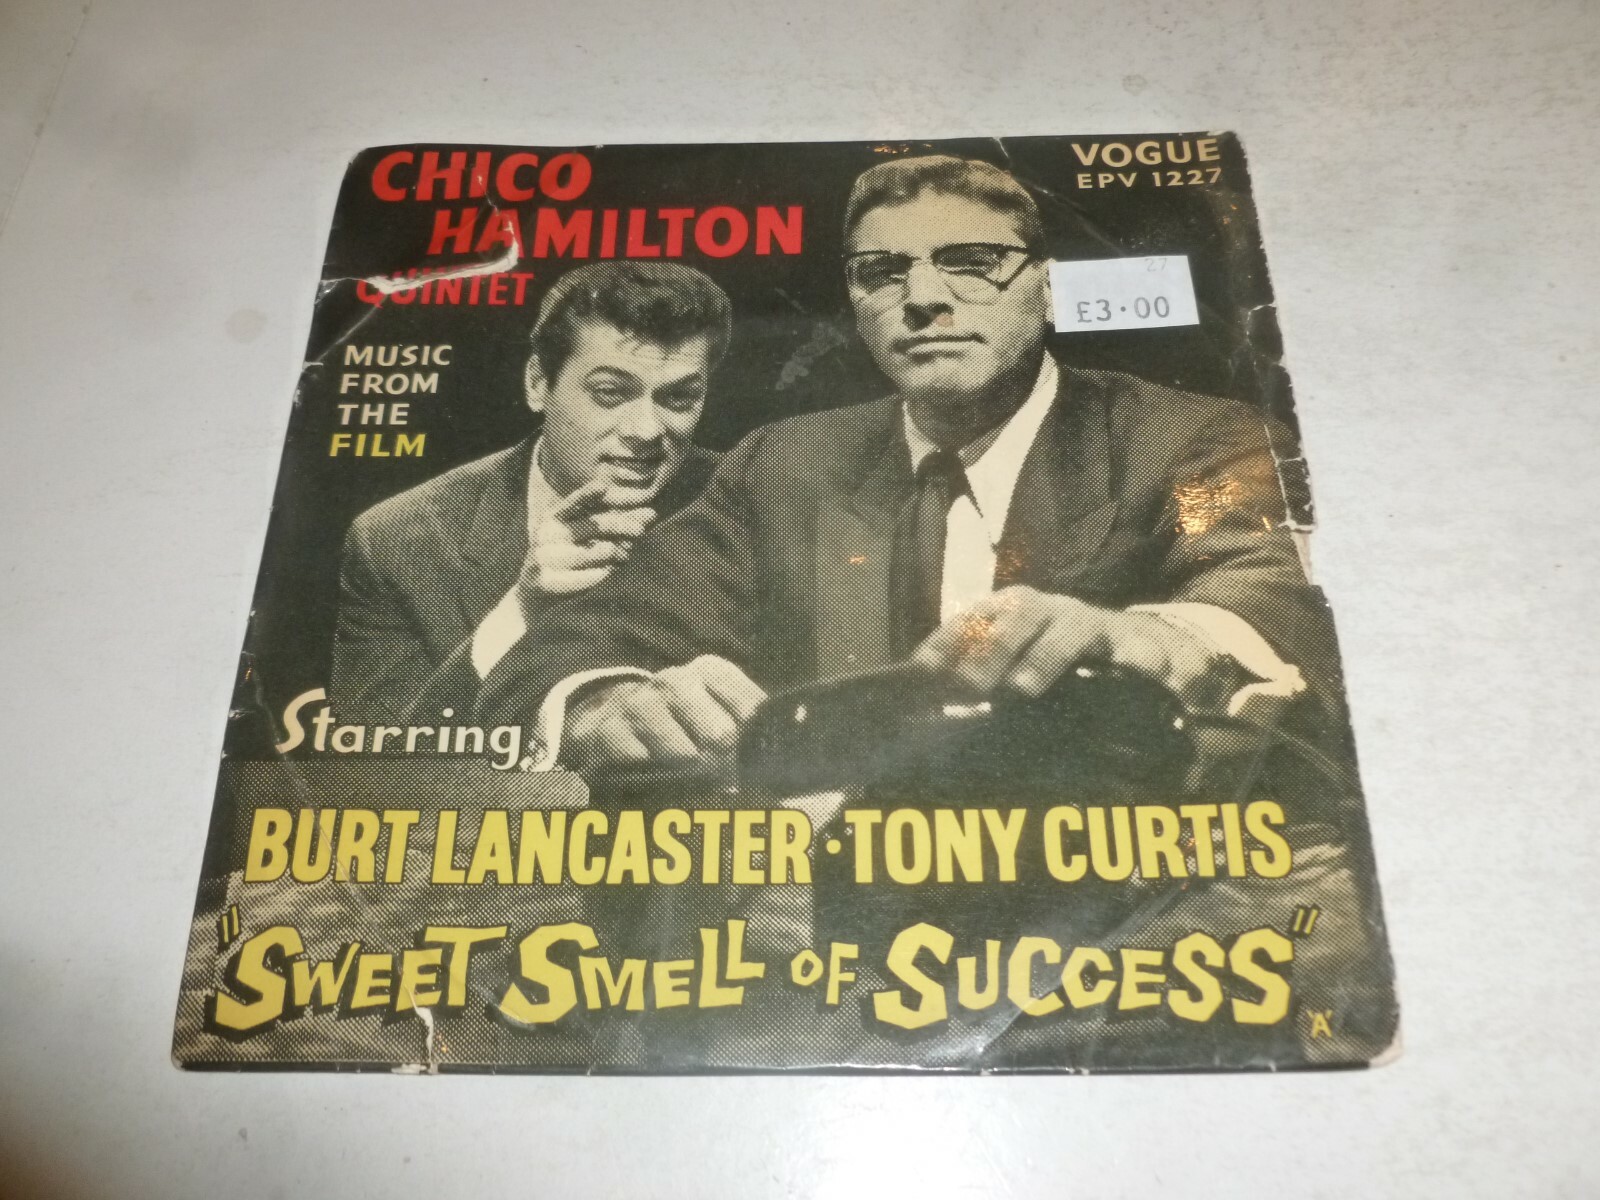 CHICO
HAMILTON
QUINTET
VOGUE
EPV 1227
27
£3·00
MUSIC
FROM
THE
FILM
Starring
BURT LANCASTER · TONY CURTIS
"SWEET SMELL OF SUCCESS"
'A'